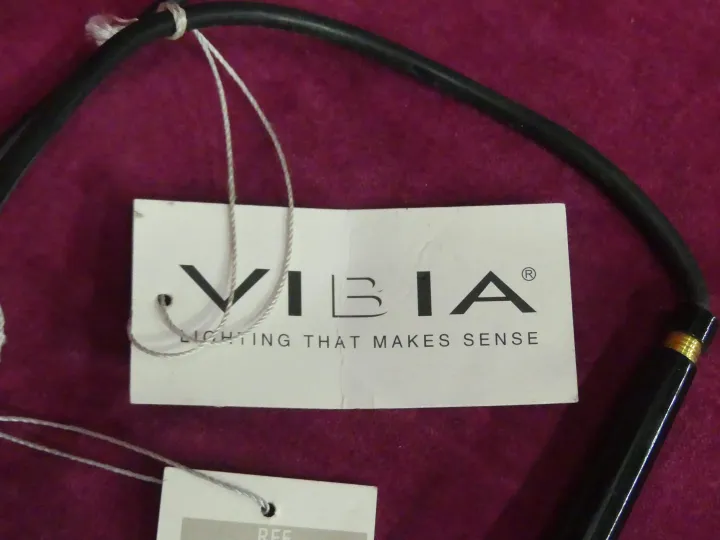 VIBIA®
LIGHTING THAT MAKES SENSE
REF